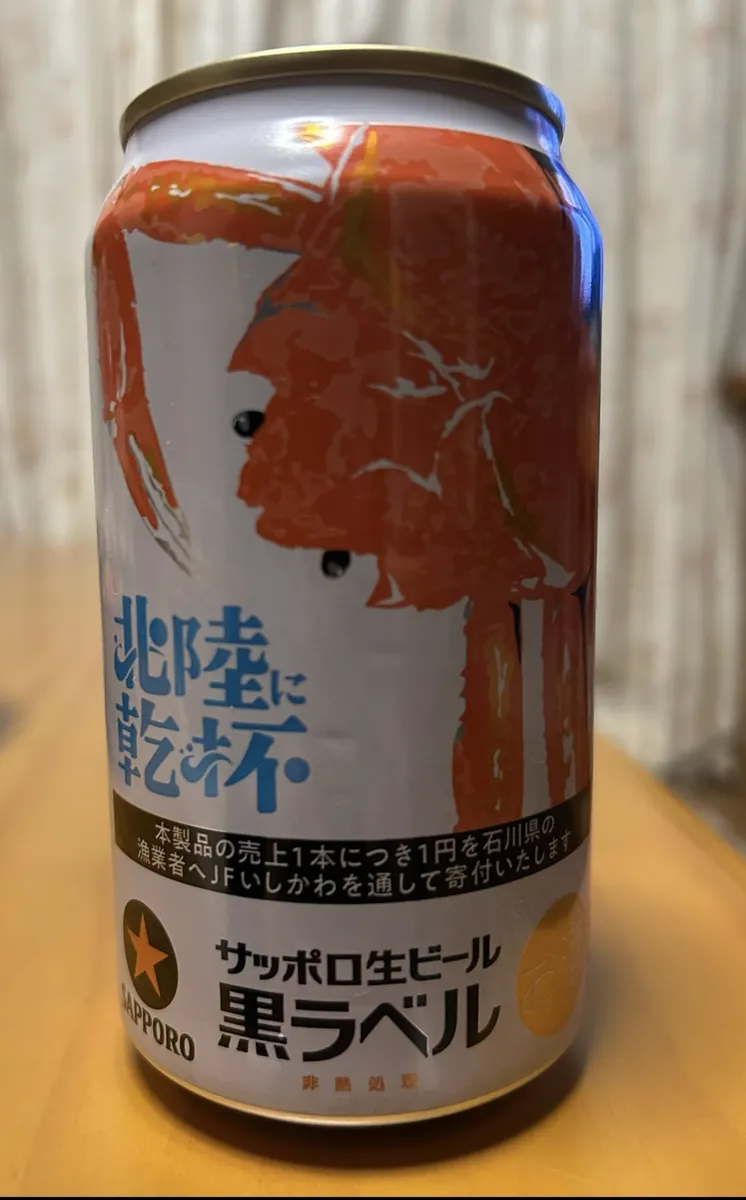 北陸に
乾杯
本製品の売上1本につき1円を石川県の
漁業者へJFいしかわを通して寄付いたします
SAPPORO
サッポロ生ビール
黒ラベル
非熱処理
お